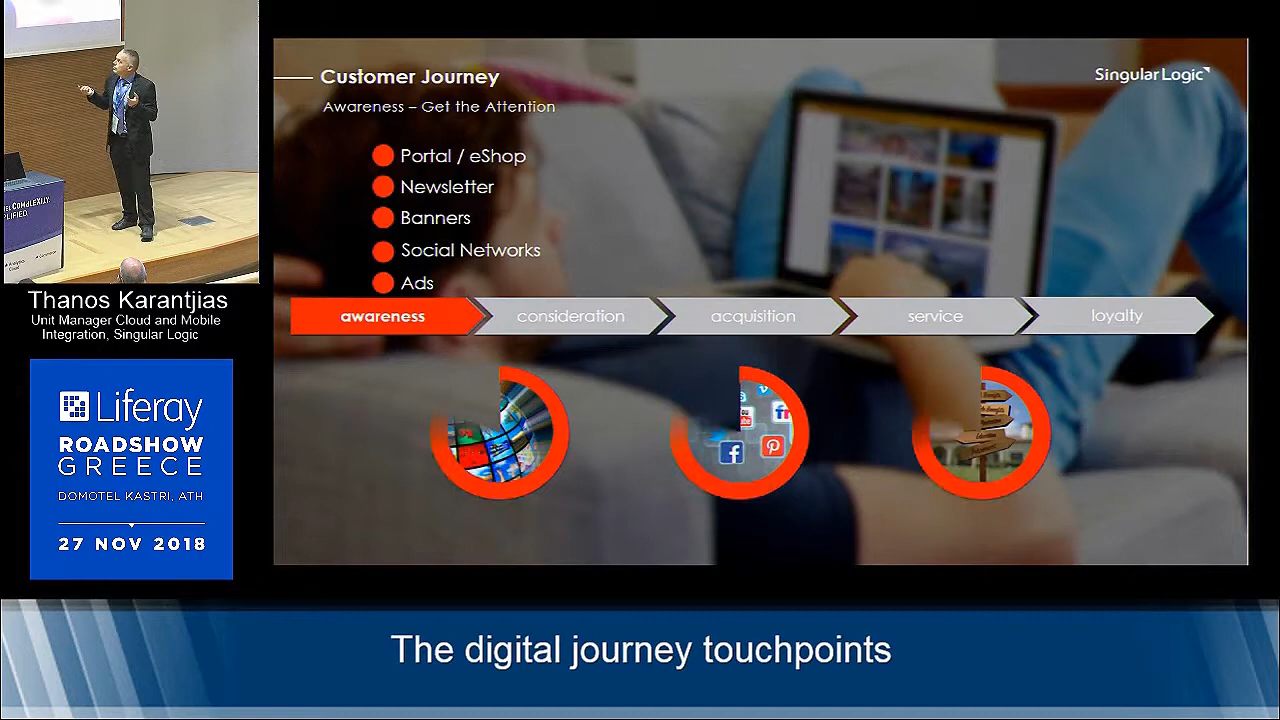 Customer Journey
SingularLogic
Awareness – Get the Attention
Portal / eShop
Newsletter
Banners
Social Networks
Ads
awareness
consideration
acquisition
service
loyalty
Thanos Karantjias
Unit Manager Cloud and Mobile
Integration, Singular Logic
Liferay
ROADSHOW
GREECE
DOMOTEL KASTRI, ATH
27 NOV 2018
The digital journey touchpoints